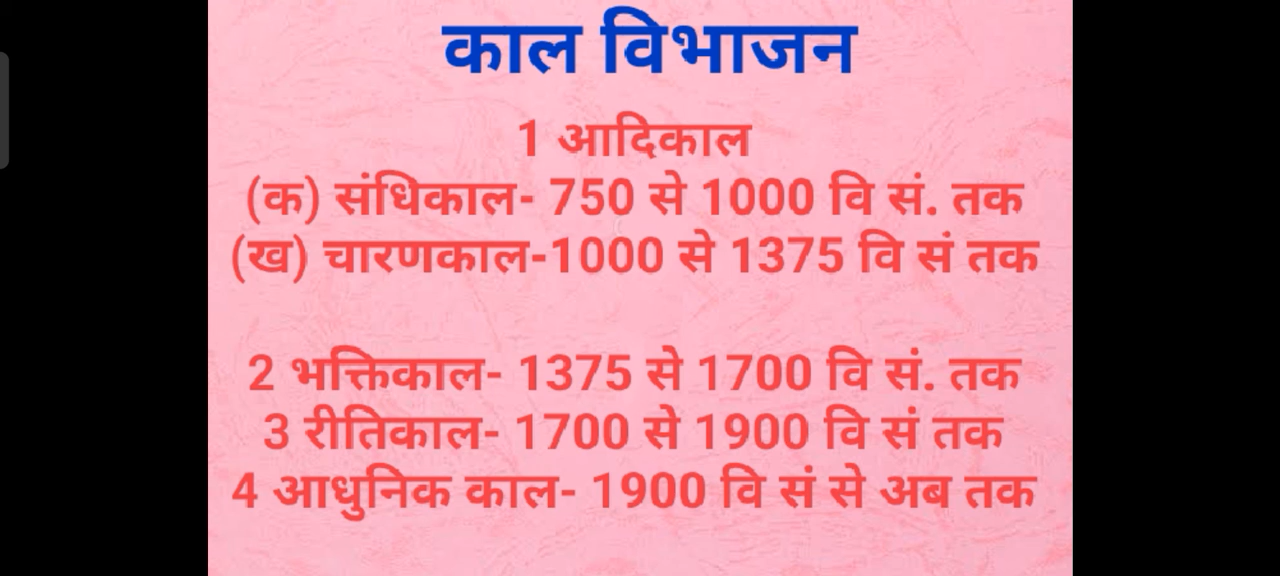 काल विभाजन
1 आदिकाल
(क) संधिकाल- 750 से 1000 वि सं. तक
(ख) चारणकाल-1000 से 1375 वि सं तक
2 भक्तिकाल- 1375 से 1700 वि सं. तक
3 रीतिकाल- 1700 से 1900 वि सं तक
4 आधुनिक काल- 1900 वि सं से अब तक